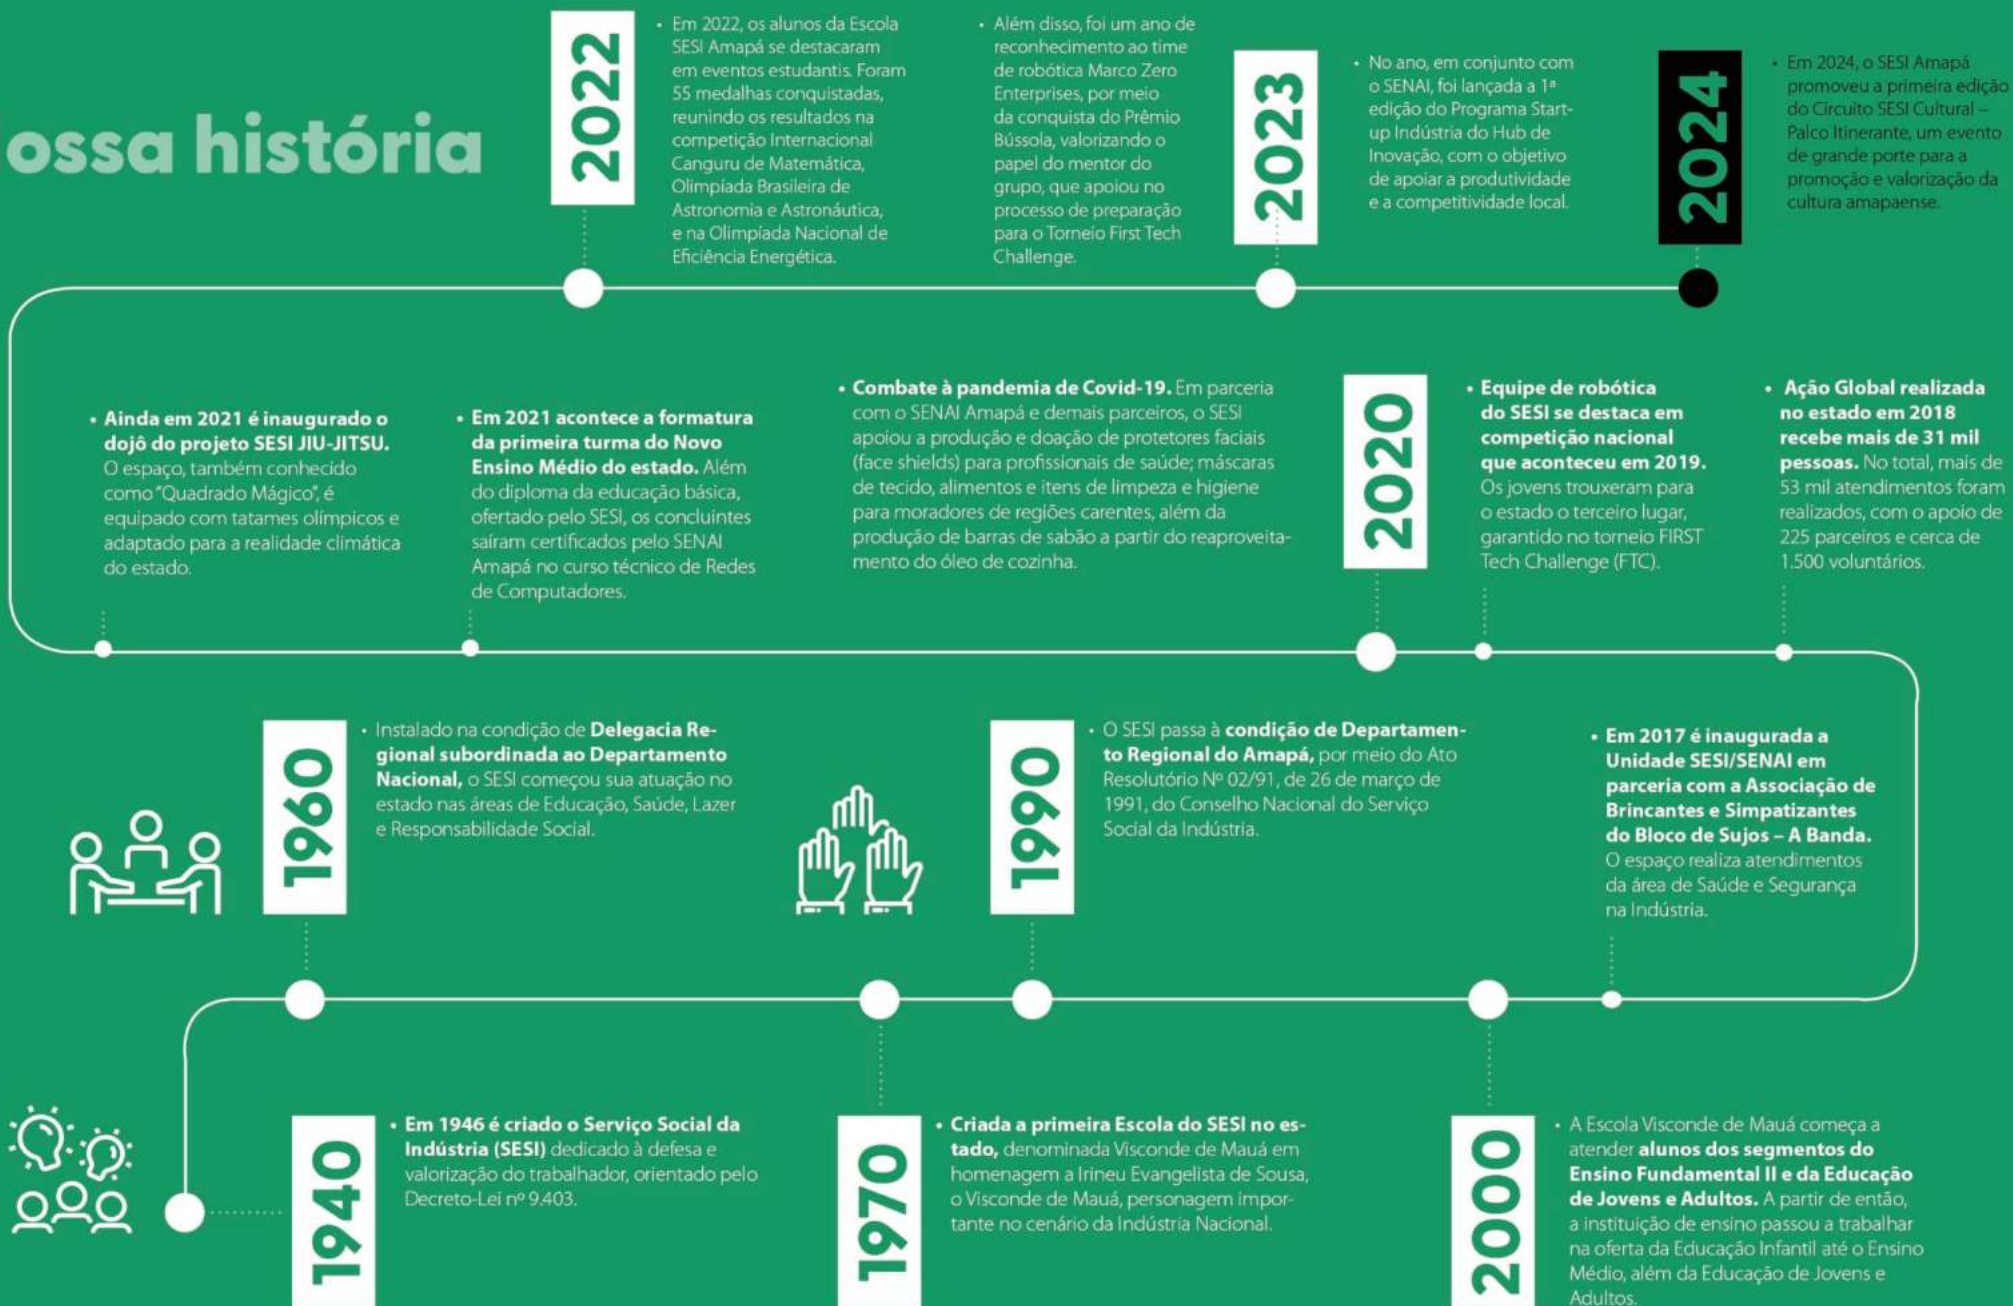 ossa história
2022
• Em 2022, os alunos da Escola
SESI Amapá se destacaram
em eventos estudantis. Foram
55 medalhas conquistadas,
reunindo os resultados na
competição Internacional
Canguru de Matemática,
Olimpíada Brasileira de
Astronomia e Astronáutica,
e na Olimpíada Nacional de
Eficiência Energética.
• Além disso, foi um ano de
reconhecimento ao time
de robótica Marco Zero
Enterprises, por meio
da conquista do Prêmio
Bússola, valorizando o
papel do mentor do
grupo, que apoiou no
processo de preparação
para o Torneio First Tech
Challenge.
2023
• No ano, em conjunto com
o SENAI, foi lançada a 1ª
edição do Programa Start-
up Indústria do Hub de
Inovação, com o objetivo
de apoiar a produtividade
e a competitividade local.
2024
• Em 2024, o SESI Amapá
promoveu a primeira edição
do Circuito SESI Cultural –
Palco Itinerante, um evento
de grande porte para a
promoção e valorização da
cultura amapaense.
• Ainda em 2021 é inaugurado o
dojô do projeto SESI JIU-JITSU.
O espaço, também conhecido
como "Quadrado Mágico", é
equipado com tatames olímpicos e
adaptado para a realidade climática
do estado.
• Em 2021 acontece a formatura
da primeira turma do Novo
Ensino Médio do estado. Além
do diploma da educação básica,
ofertado pelo SESI, os concluintes
saíram certificados pelo SENAI
Amapá no curso técnico de Redes
de Computadores.
• Combate à pandemia de Covid-19. Em parceria
com o SENAI Amapá e demais parceiros, o SESI
apoiou a produção e doação de protetores faciais
(face shields) para profissionais de saúde; máscaras
de tecido, alimentos e itens de limpeza e higiene
para moradores de regiões carentes, além da
produção de barras de sabão a partir do reaproveita-
mento do óleo de cozinha.
2020
• Equipe de robótica
do SESI se destaca em
competição nacional
que aconteceu em 2019.
Os jovens trouxeram para
o estado o terceiro lugar,
garantido no torneio FIRST
Tech Challenge (FTC).
• Ação Global realizada
no estado em 2018
recebe mais de 31 mil
pessoas. No total, mais de
53 mil atendimentos foram
realizados, com o apoio de
225 parceiros e cerca de
1.500 voluntários.
1960
• Instalado na condição de Delegacia Re-
gional subordinada ao Departamento
Nacional, o SESI começou sua atuação no
estado nas áreas de Educação, Saúde, Lazer
e Responsabilidade Social.
1990
• O SESI passa à condição de Departamen-
to Regional do Amapá, por meio do Ato
Resolutório Nº 02/91, de 26 de março de
1991, do Conselho Nacional do Serviço
Social da Indústria.
• Em 2017 é inaugurada a
Unidade SESI/SENAI em
parceria com a Associação de
Brincantes e Simpatizantes
do Bloco de Sujos – A Banda.
O espaço realiza atendimentos
da área de Saúde e Segurança
na Indústria.
1940
• Em 1946 é criado o Serviço Social da
Indústria (SESI) dedicado à defesa e
valorização do trabalhador, orientado pelo
Decreto-Lei nº 9.403.
1970
• Criada a primeira Escola do SESI no es-
tado, denominada Visconde de Mauá em
homenagem a Irineu Evangelista de Sousa,
o Visconde de Mauá, personagem impor-
tante no cenário da Indústria Nacional.
2000
• A Escola Visconde de Mauá começa a
atender alunos dos segmentos do
Ensino Fundamental II e da Educação
de Jovens e Adultos. A partir de então,
a instituição de ensino passou a trabalhar
na oferta da Educação Infantil até o Ensino
Médio, além da Educação de Jovens e
Adultos.